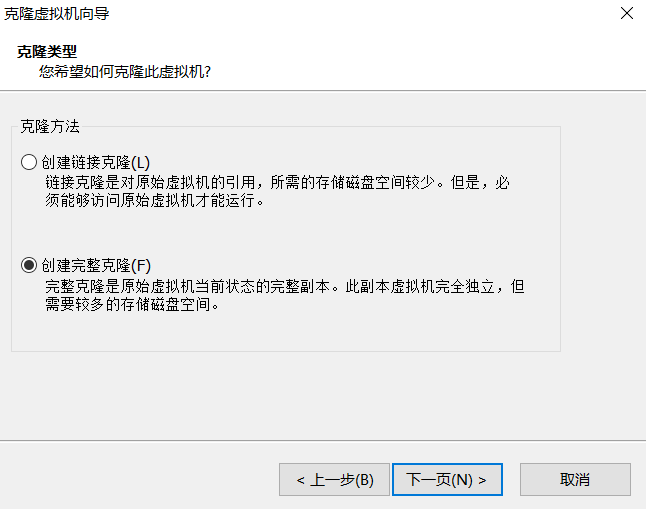 克隆虚拟机向导
克隆类型
您希望如何克隆此虚拟机?
克隆方法
创建链接克隆(L)
链接克隆是对原始虚拟机的引用，所需的存储磁盘空间较少。但是，必
须能够访问原始虚拟机才能运行。
创建完整克隆(F)
完整克隆是原始虚拟机当前状态的完整副本。此副本虚拟机完全独立，但
需要较多的存储磁盘空间。
< 上一步(B)
下一页(N) >
取消